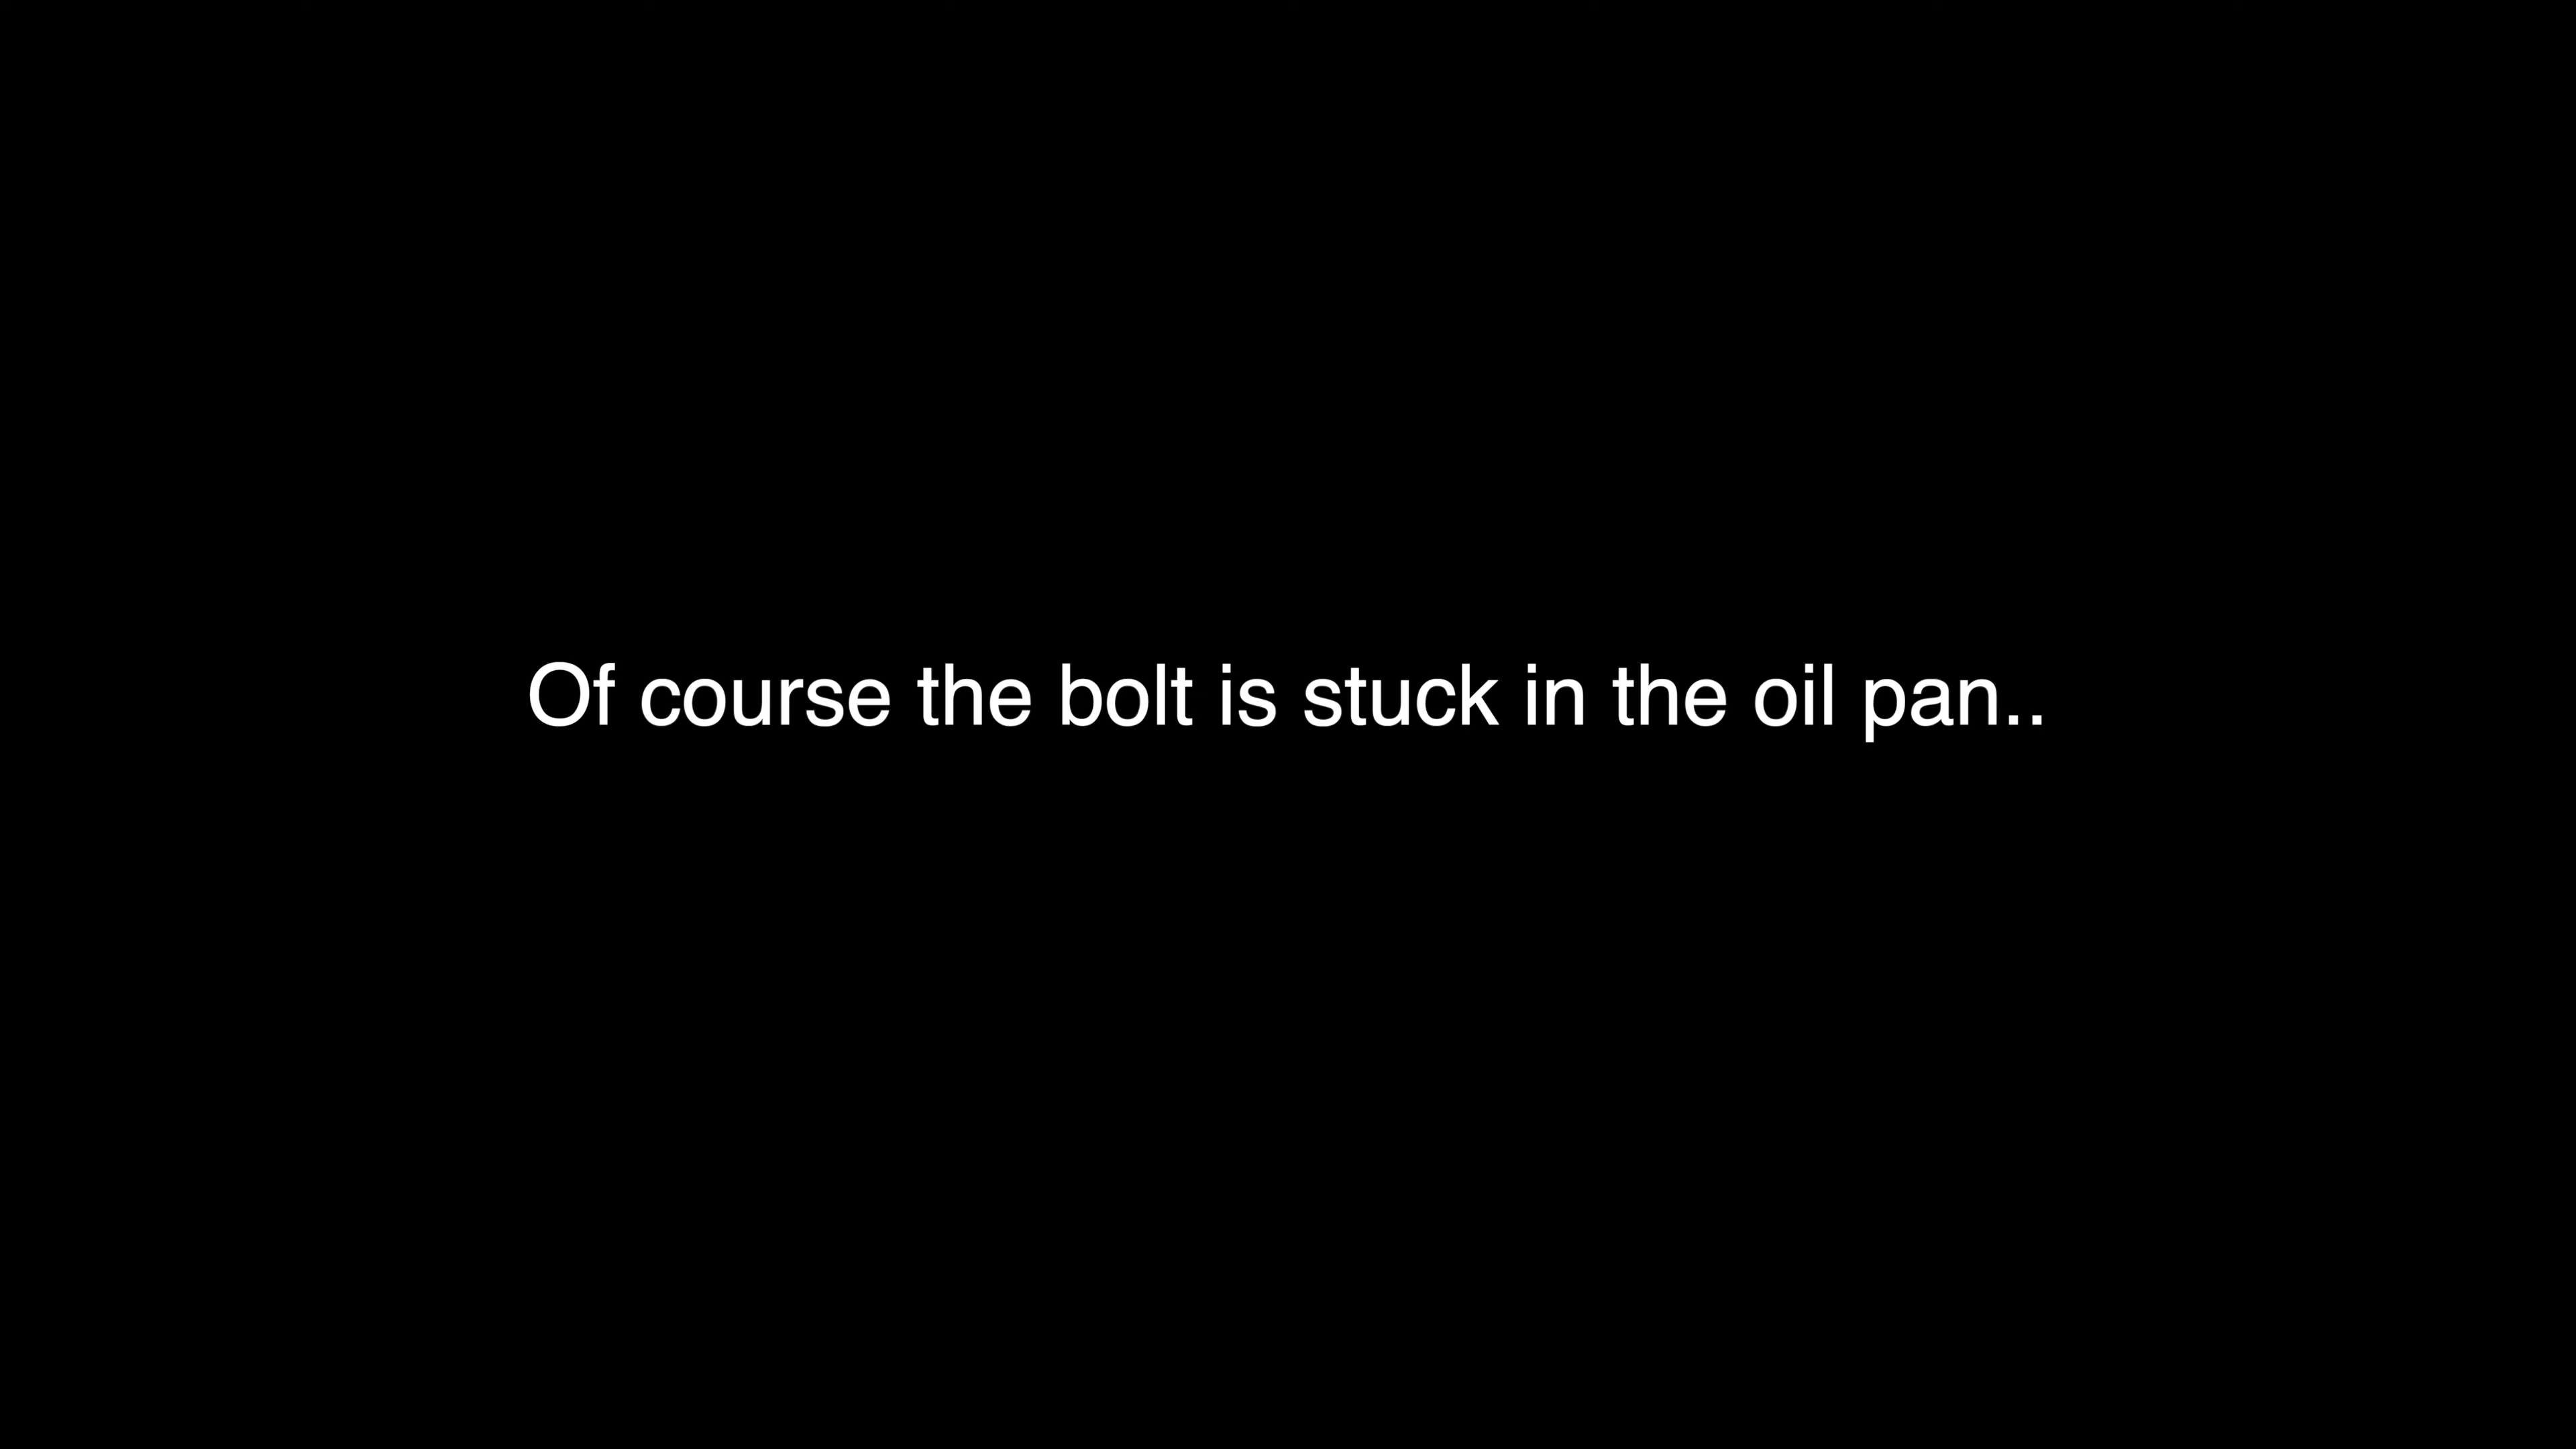 Of course the bolt is stuck in the oil pan..